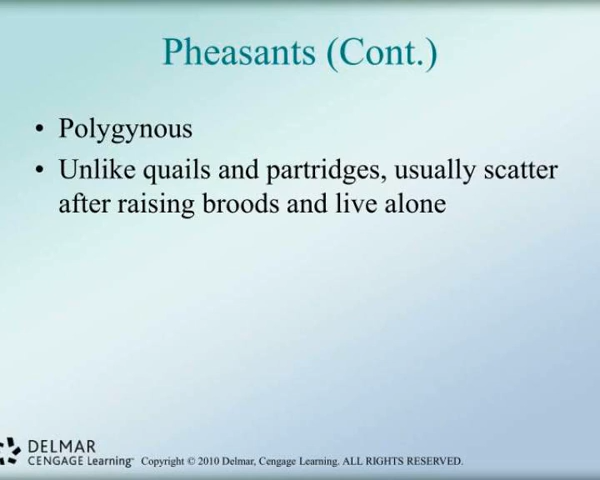 Pheasants (Cont.)
• Polygynous
• Unlike quails and partridges, usually scatter
after raising broods and live alone
DELMAR
CENGAGE Learning™ Copyright © 2010 Delmar, Cengage Learning. ALL RIGHTS RESERVED.